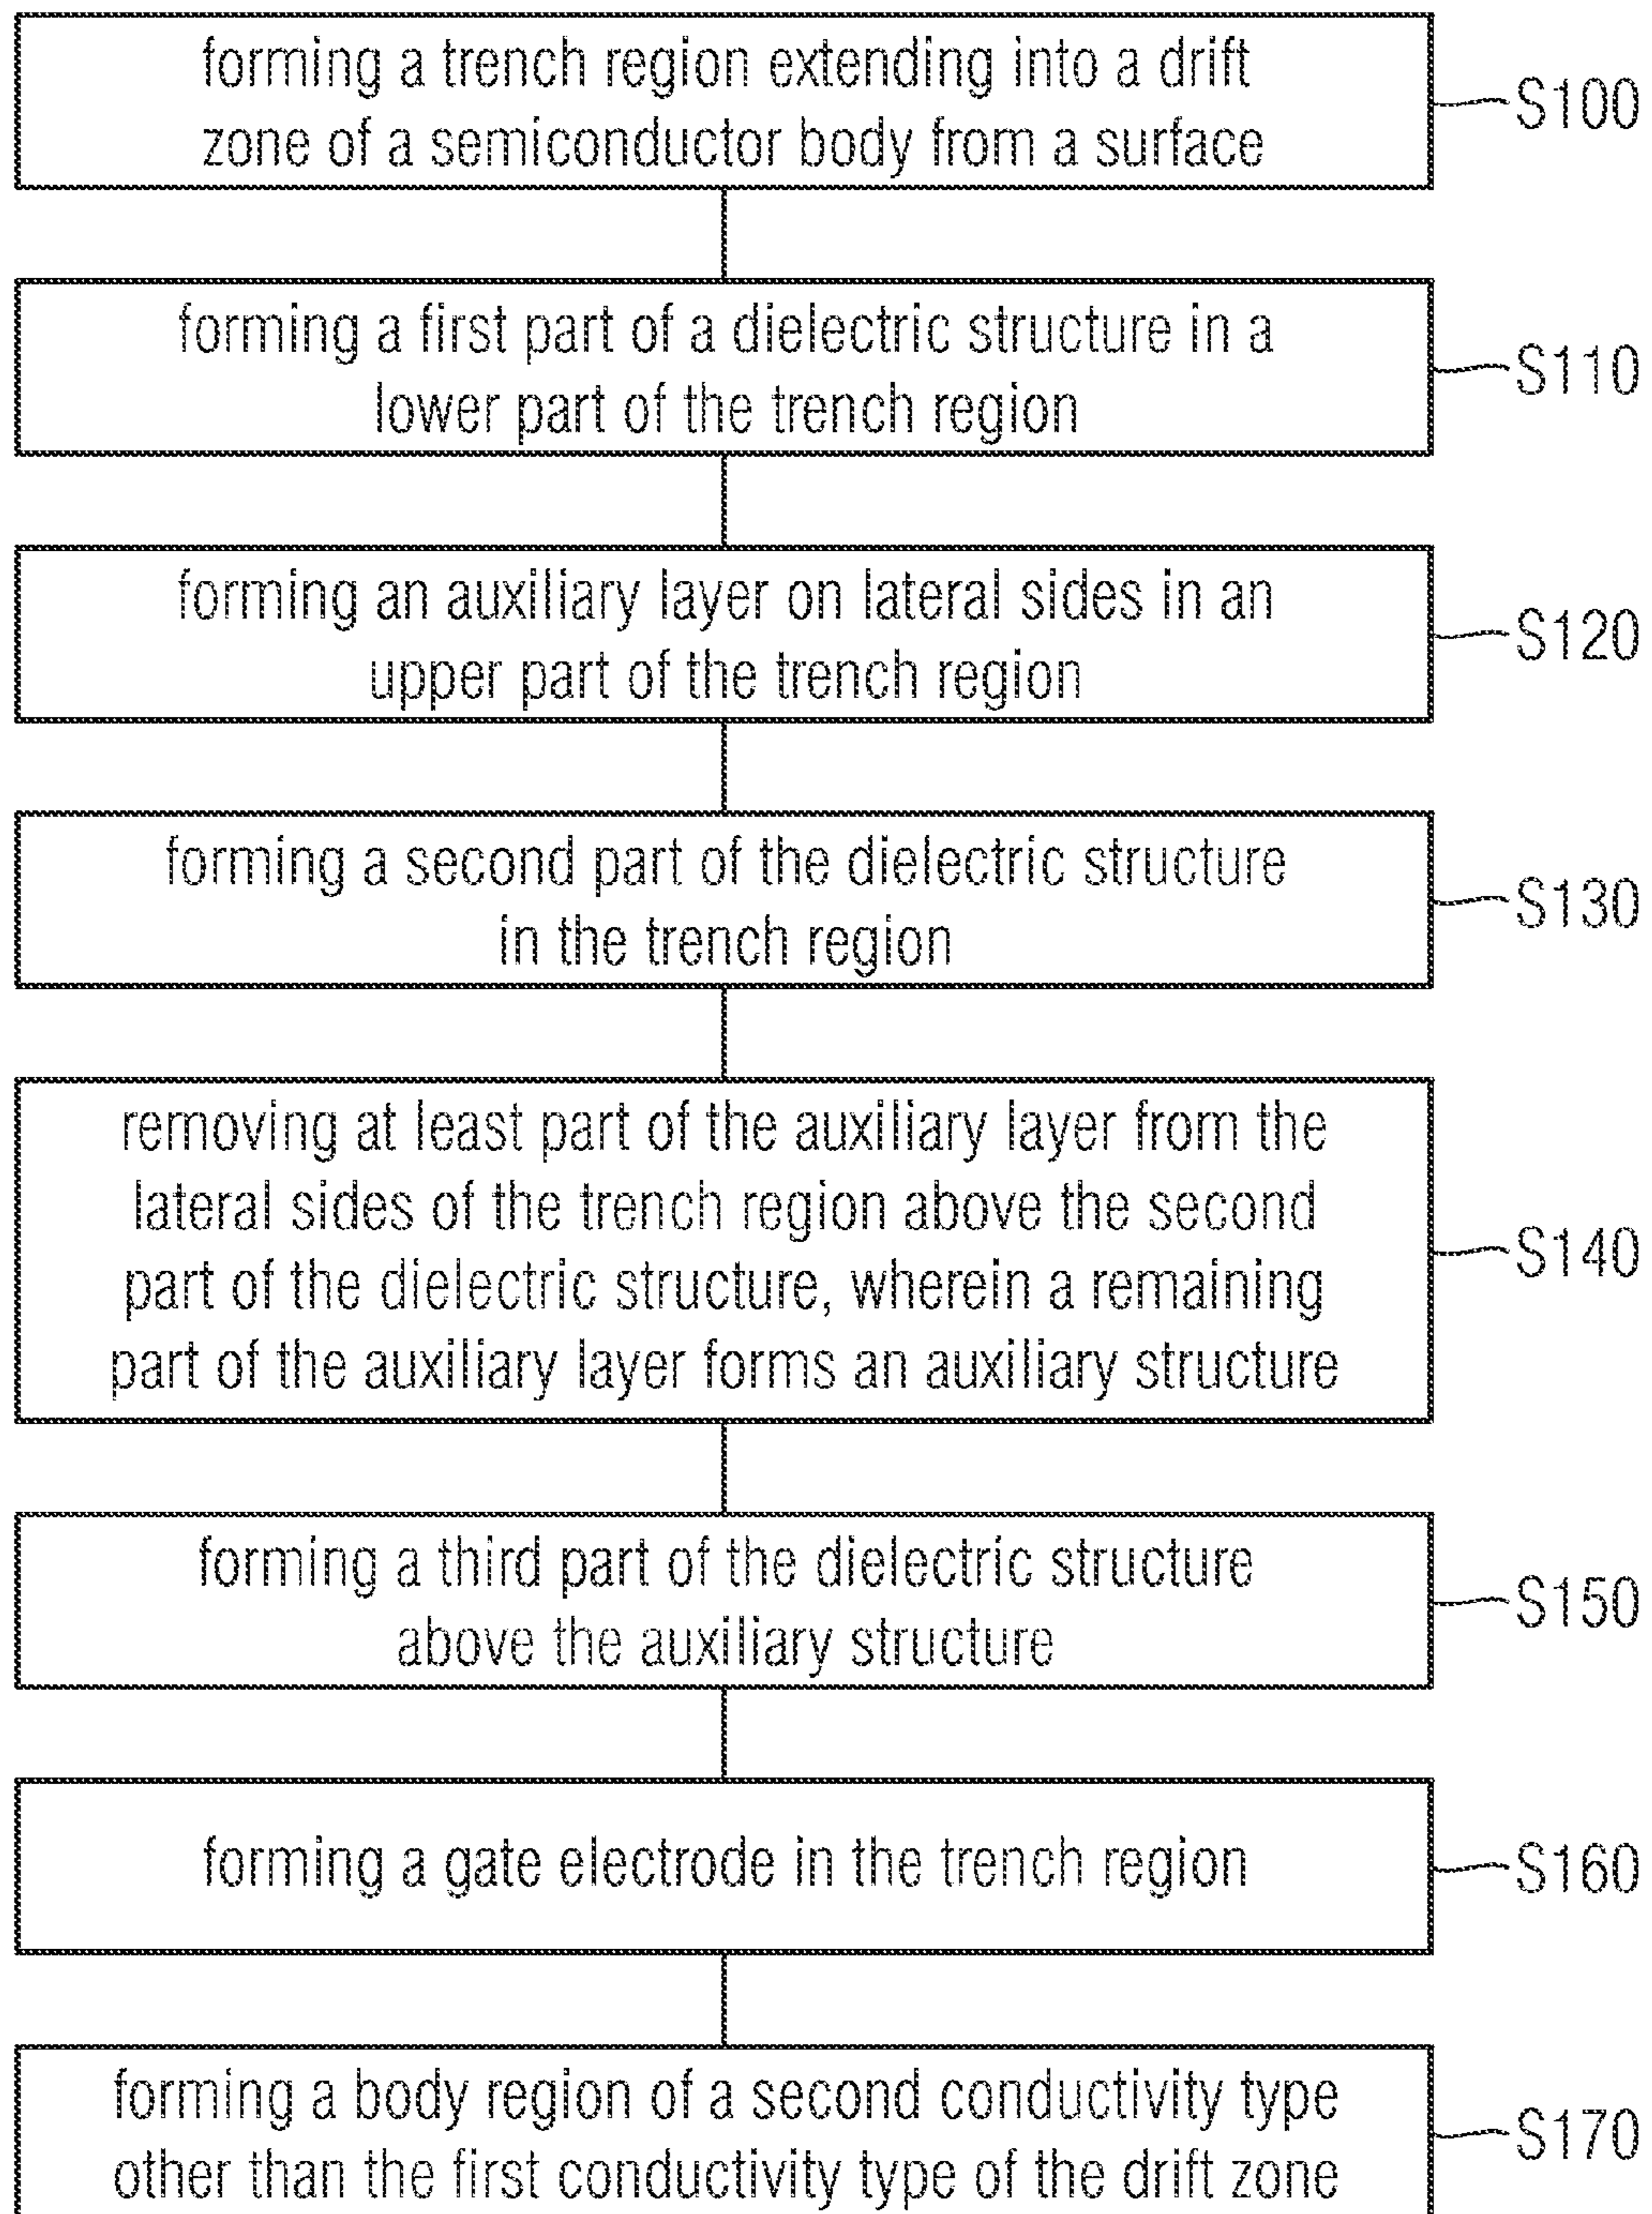 forming a trench region extending into a drift
zone of a semiconductor body from a surface
S100
forming a first part of a dielectric structure in a
lower part of the trench region
S110
forming an auxiliary layer on lateral sides in an
upper part of the trench region
S120
forming a second part of the dielectric structure
in the trench region
S130
removing at least part of the auxiliary layer from the
lateral sides of the trench region above the second
part of the dielectric structure, wherein a remaining
part of the auxiliary layer forms an auxiliary structure
S140
forming a third part of the dielectric structure
above the auxiliary structure
S150
forming a gate electrode in the trench region
S160
forming a body region of a second conductivity type
other than the first conductivity type of the drift zone
S170